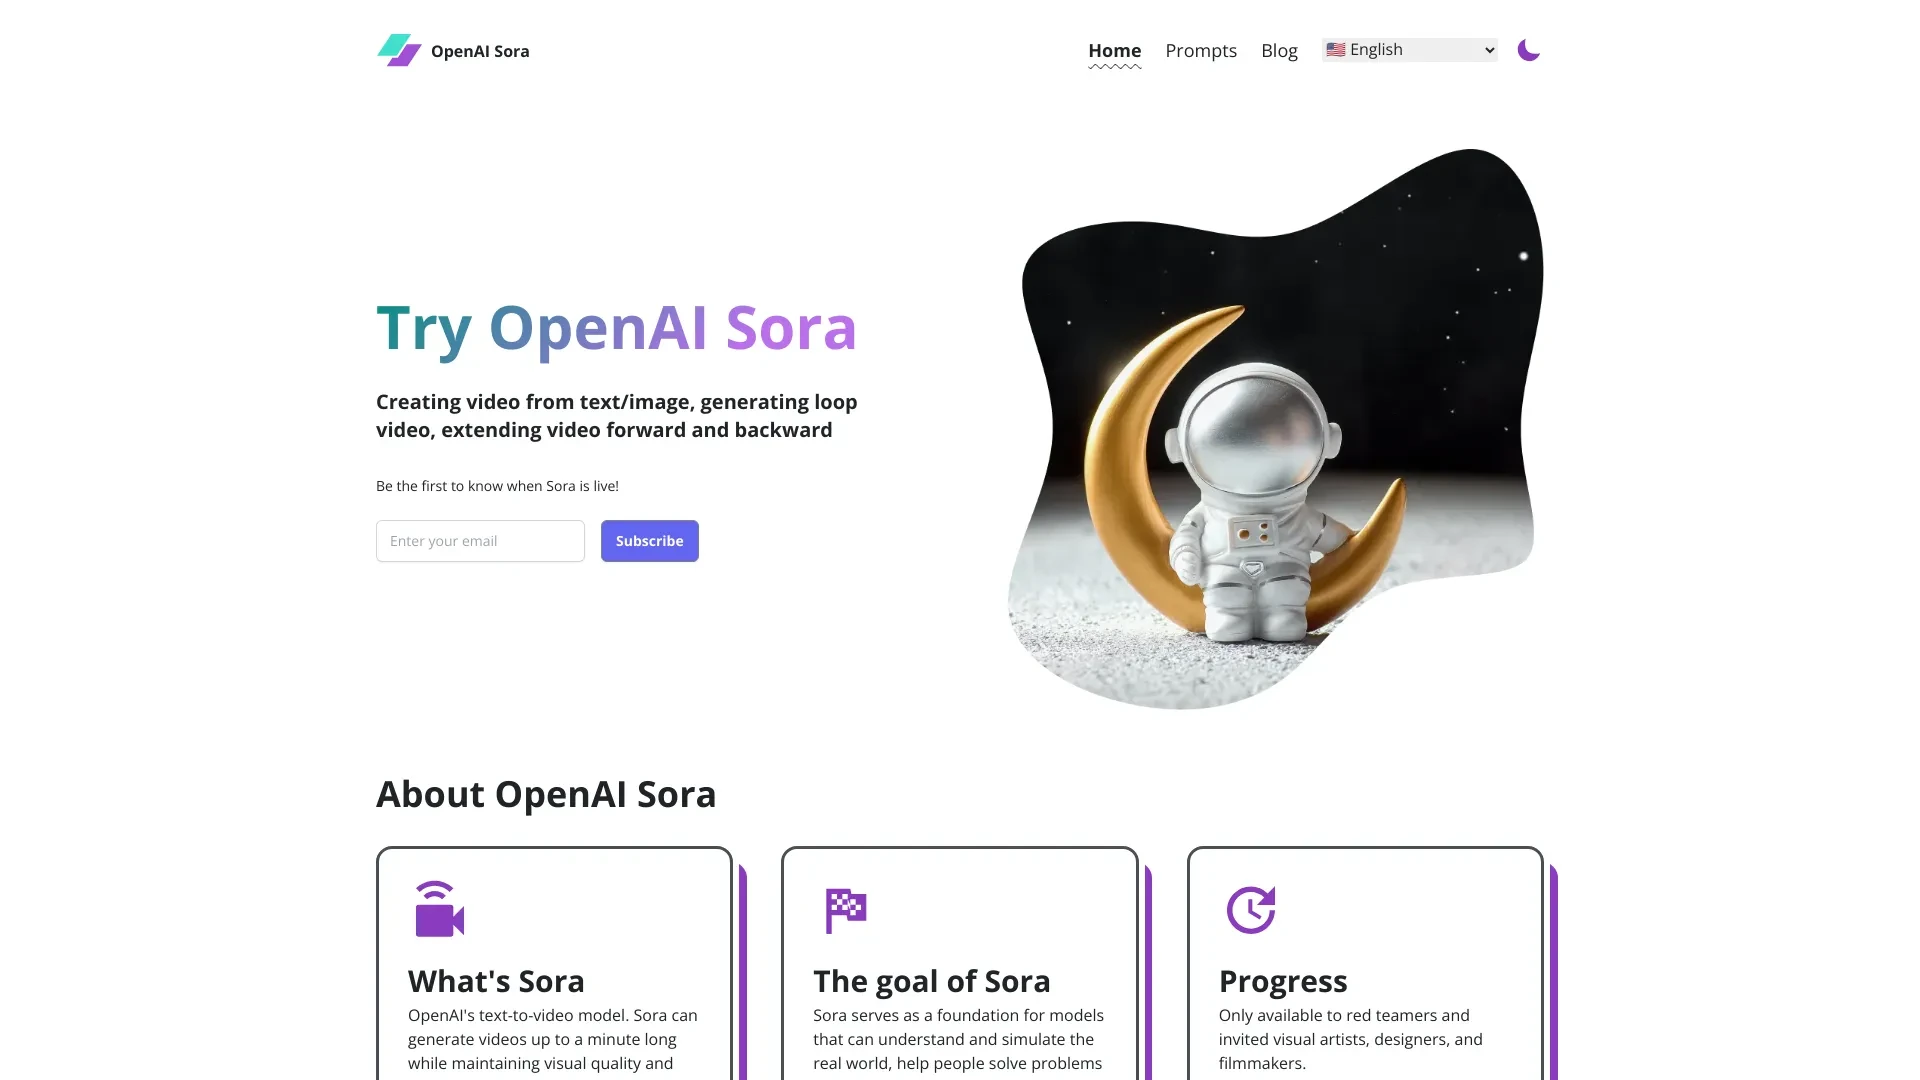 OpenAI Sora
Home
Prompts
Blog
🇺🇸 English
Try OpenAI Sora
Creating video from text/image, generating loop
video, extending video forward and backward
Be the first to know when Sora is live!
Enter your email
Subscribe
About OpenAI Sora
What's Sora
OpenAI's text-to-video model. Sora can
generate videos up to a minute long
while maintaining visual quality and
The goal of Sora
Sora serves as a foundation for models
that can understand and simulate the
real world, help people solve problems
Progress
Only available to red teamers and
invited visual artists, designers, and
filmmakers.